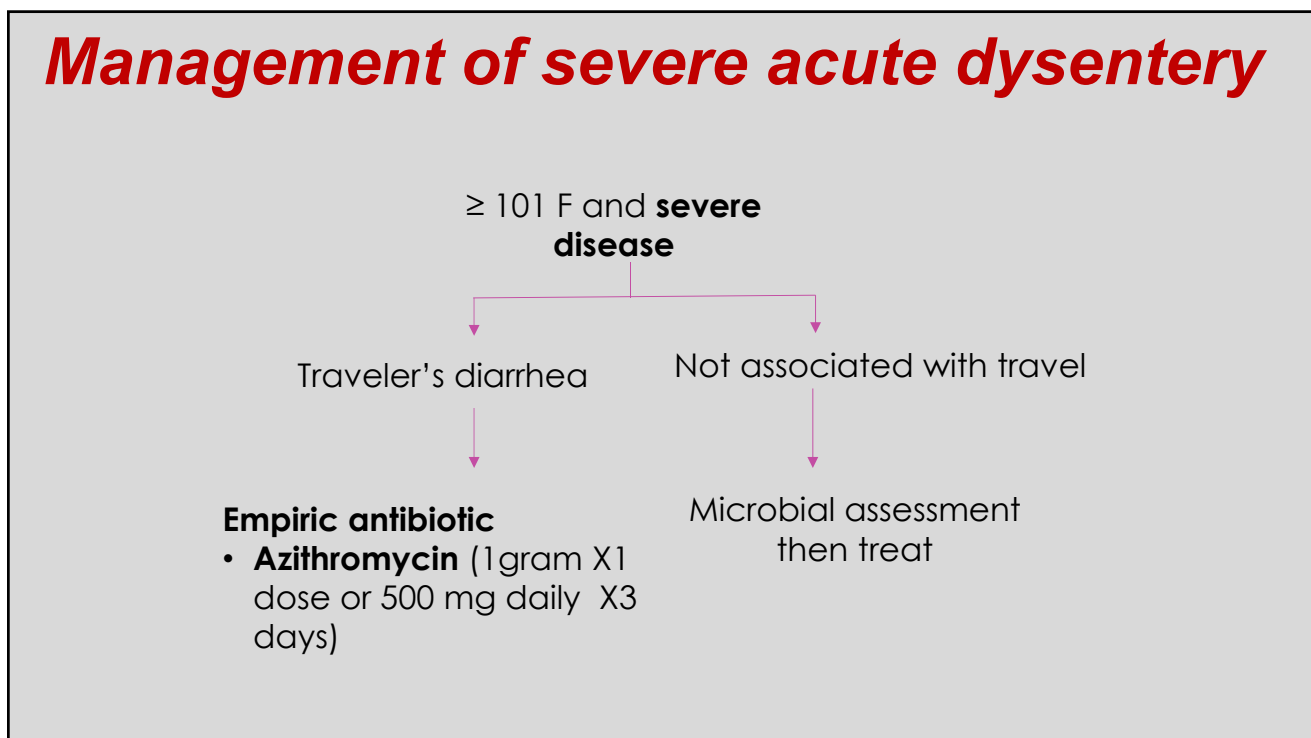 Management of severe acute dysentery
≥ 101 F and severe
disease
Traveler’s diarrhea
Not associated with travel
Empiric antibiotic
• Azithromycin (1gram X1
dose or 500 mg daily X3
days)
Microbial assessment
then treat